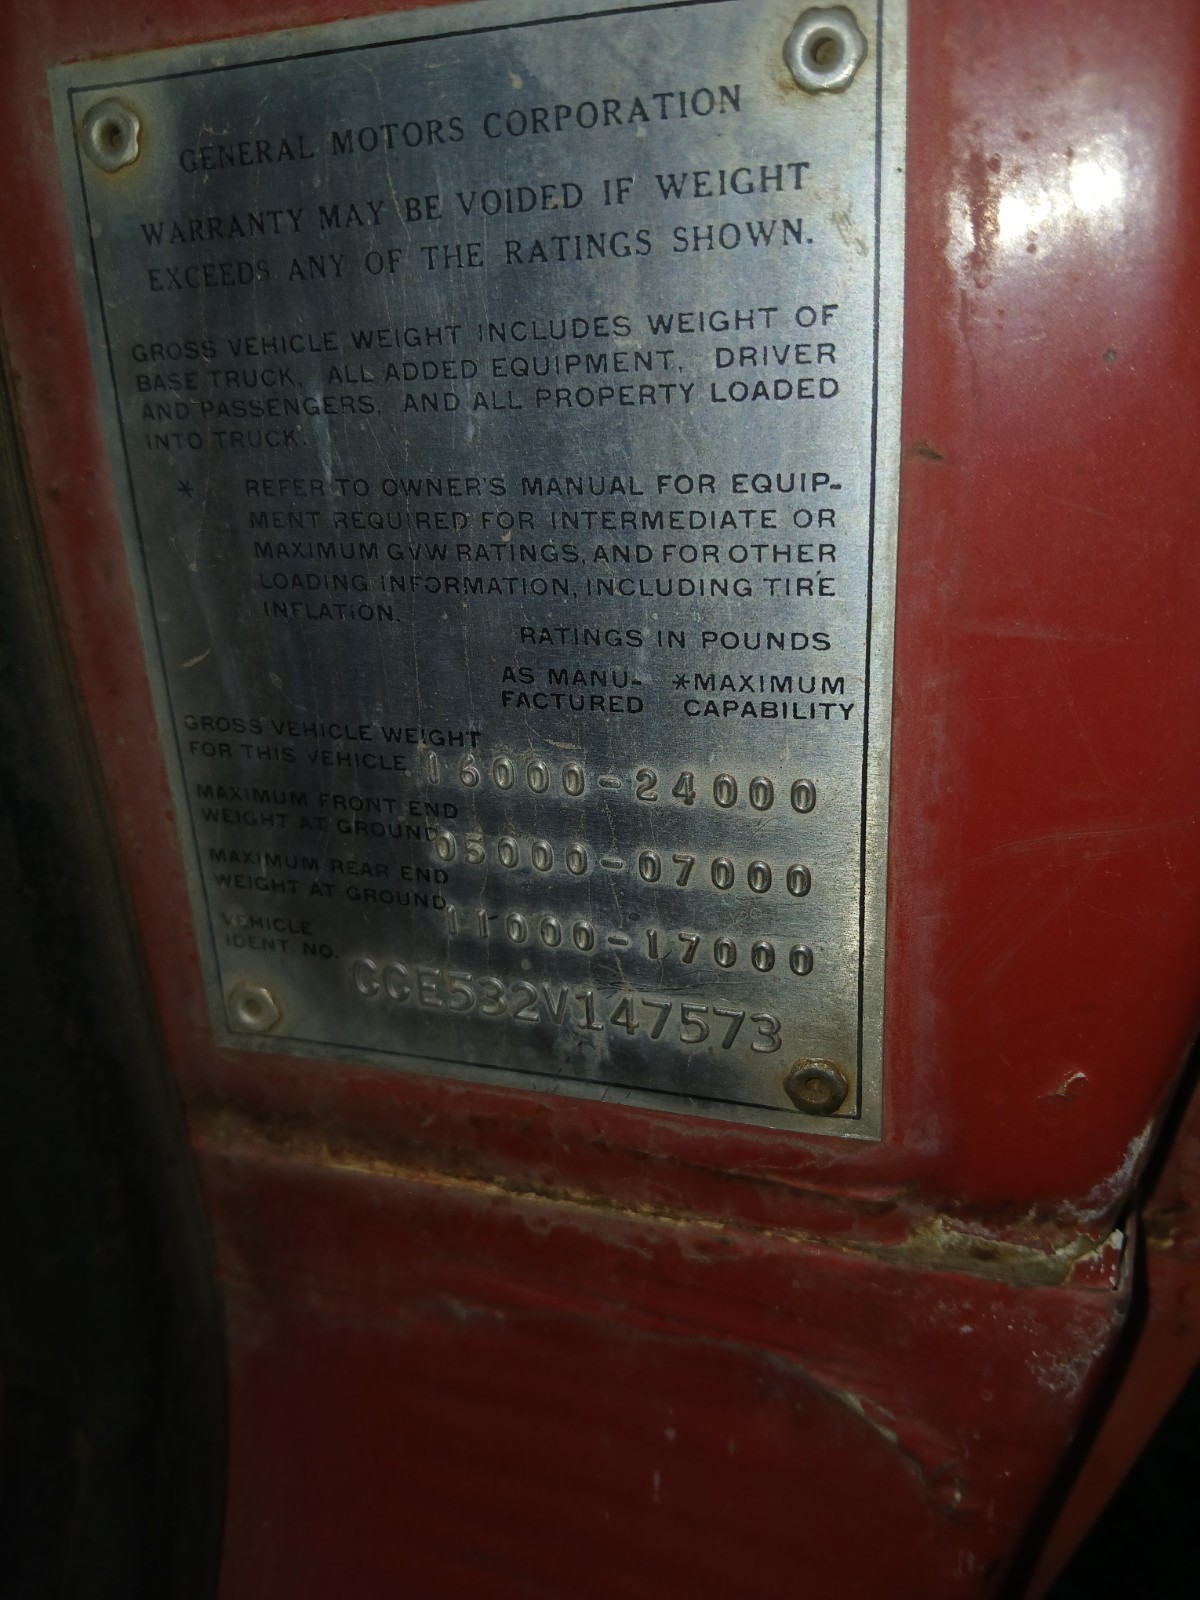 GENERAL MOTORS CORPORATION
WARRANTY MAY BE VOIDED IF WEIGHT
EXCEEDS ANY OF THE RATINGS SHOWN.
GROSS VEHICLE WEIGHT INCLUDES WEIGHT OF
BASE TRUCK, ALL ADDED EQUIPMENT, DRIVER
AND PASSENGERS, AND ALL PROPERTY LOADED
INTO TRUCK.
* REFER TO OWNER'S MANUAL FOR EQUIP-
MENT REQUIRED FOR INTERMEDIATE OR
MAXIMUM GVW RATINGS, AND FOR OTHER
LOADING INFORMATION, INCLUDING TIRE
INFLATION.
RATINGS IN POUNDS
AS MANU- *MAXIMUM
FACTURED CAPABILITY
GROSS VEHICLE WEIGHT
FOR THIS VEHICLE 16000-24000
MAXIMUM FRONT END
WEIGHT AT GROUND 05000-07000
MAXIMUM REAR END
WEIGHT AT GROUND 11000-17000
VEHICLE
IDENT. NO. CCE532V147573